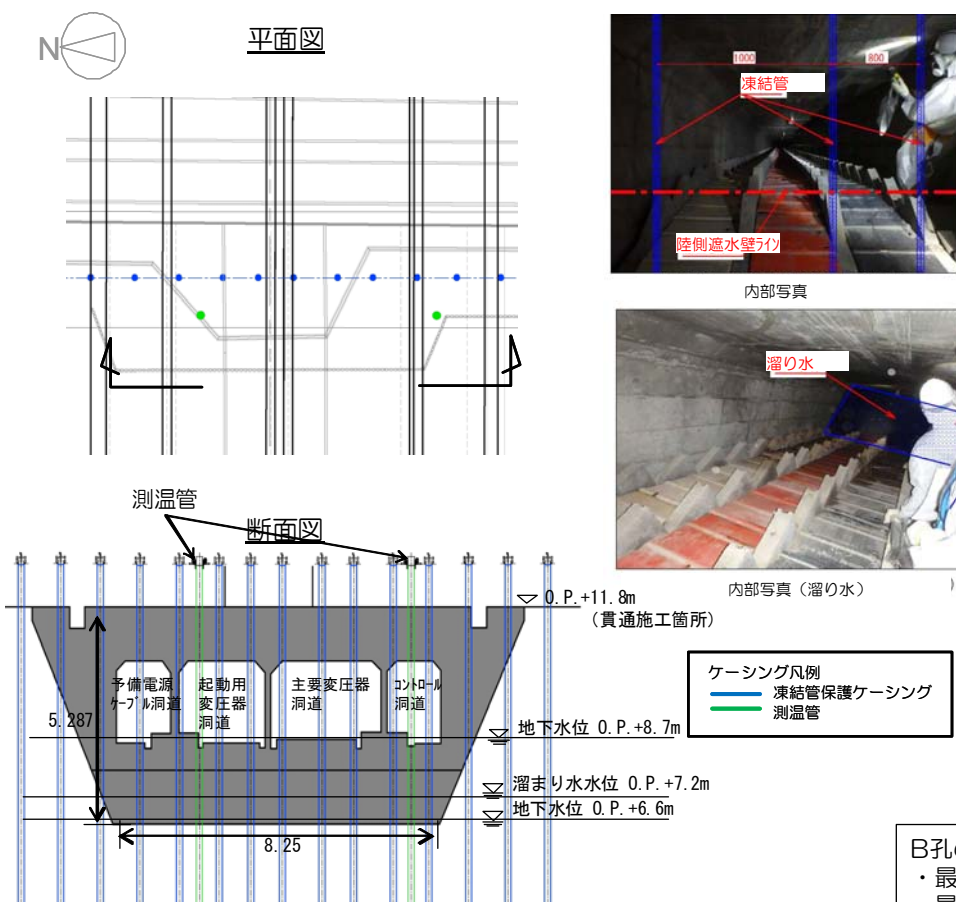 N
平面図
1000
800
凍結管
陸側遮水壁ﾗｲﾝ
内部写真
溜り水
内部写真（溜り水）
測温管
断面図
O.P.+11.8m
（貫通施工箇所）
予備電源
ｹｰﾌﾞﾙ洞道
起動用
変圧器
洞道
主要変圧器
洞道
ｺﾝﾄﾛｰﾙ
洞道
5.287
8.25
地下水位 O.P.+8.7m
溜まり水水位 O.P.+7.2m
地下水位 O.P.+6.6m
ケーシング凡例
凍結管保護ケーシング
測温管
B孔
・最